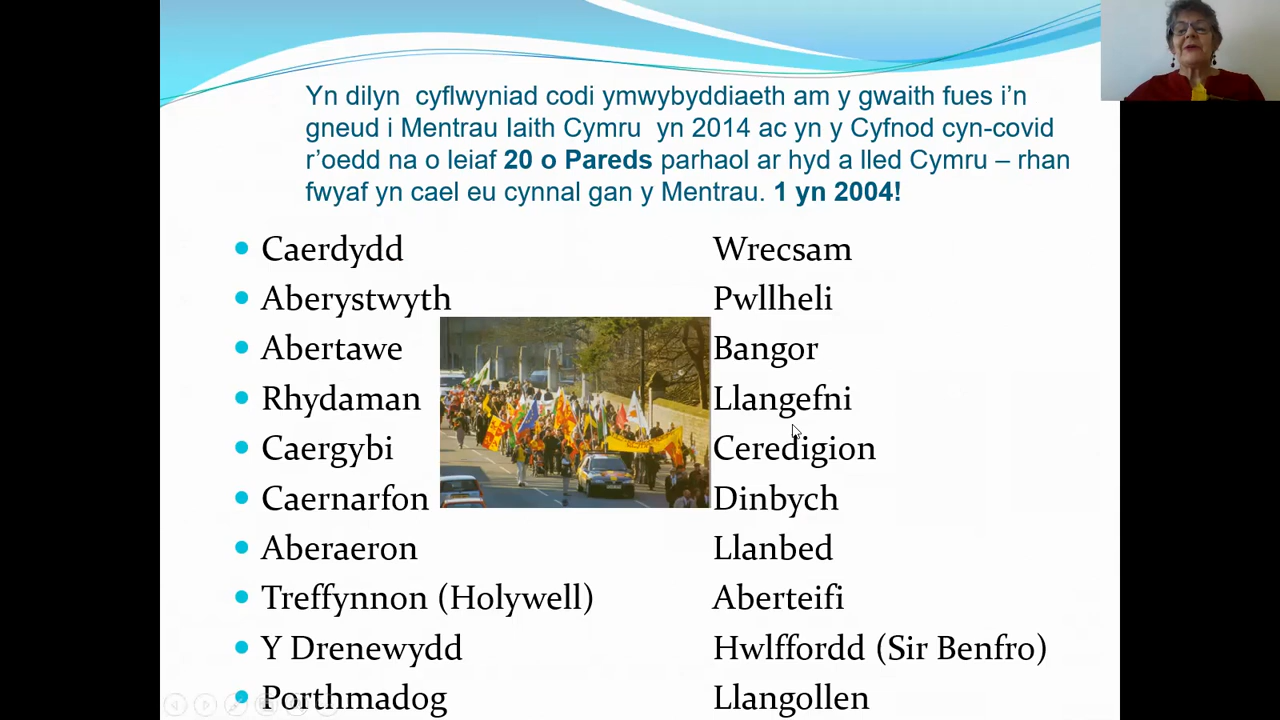 Yn dilyn cyflwyniad codi ymwybyddiaeth am y gwaith fues i’n
gneud i Mentrau Iaith Cymru yn 2014 ac yn y Cyfnod cyn-covid
r’oedd na o leiaf 20 o Pareds parhaol ar hyd a lled Cymru – rhan
fwyaf yn cael eu cynnal gan y Mentrau. 1 yn 2004!
Caerdydd
Aberystwyth
Abertawe
Rhydaman
Caergybi
Caernarfon
Aberaeron
Treffynnon (Holywell)
Y Drenewydd
Porthmadog
Wrecsam
Pwllheli
Bangor
Llangefni
Ceredigion
Dinbych
Llanbed
Aberteifi
Hwlffordd (Sir Benfro)
Llangollen